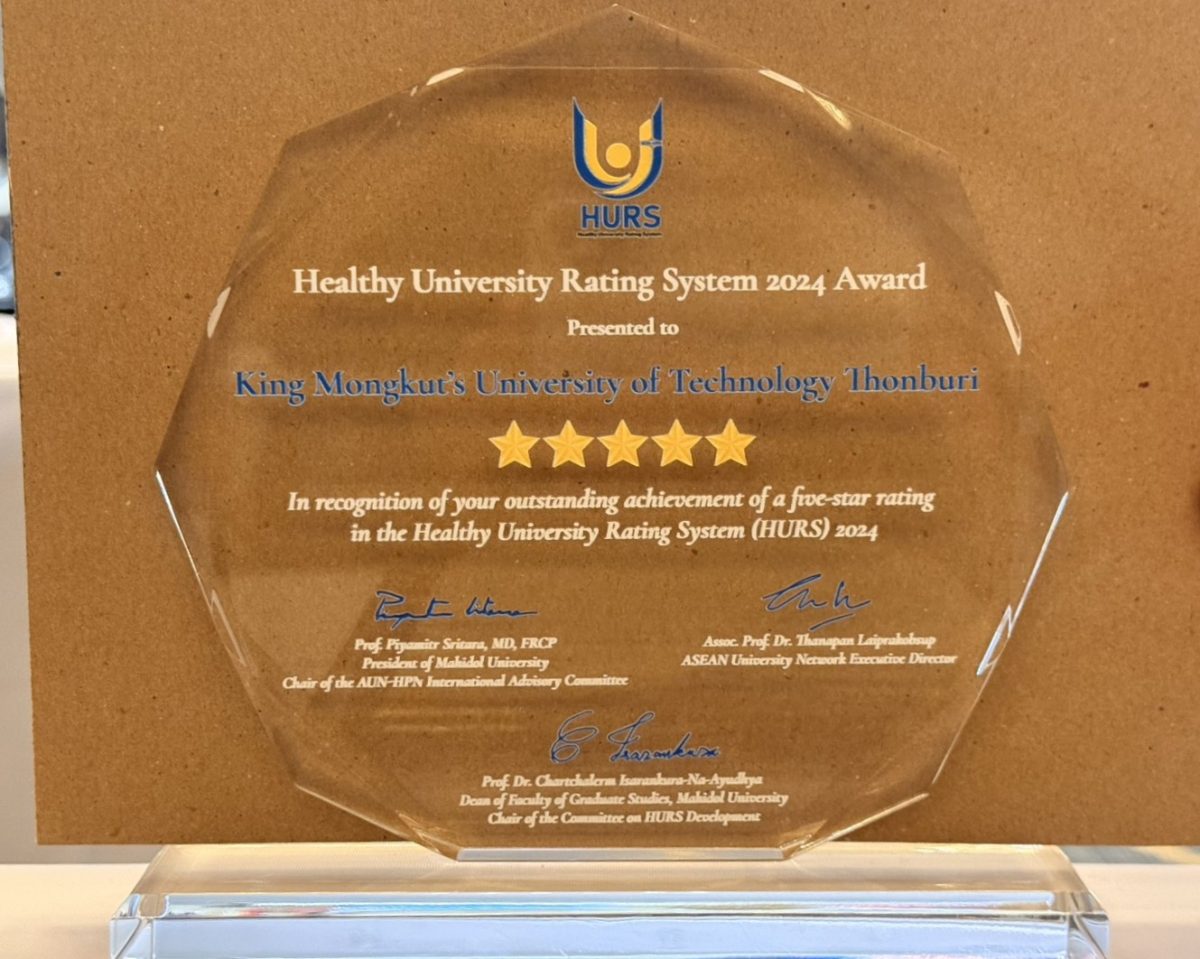 HURS
Healthy University Rating System
Healthy University Rating System 2024 Award
Presented to
King Mongkut's University of Technology Thonburi
In recognition of your outstanding achievement of a five-star rating
in the Healthy University Rating System (HURS) 2024
Prof. Piyamitr Sritara, MD, FRCP
President of Mahidol University
Chair of the AUN-HPN International Advisory Committee
Assoc. Prof. Dr. Thanapan Laiprakobsup
ASEAN University Network Executive Director
Prof. Dr. Chartchalerm Isarankura-Na-Ayudhya
Dean of Faculty of Graduate Studies, Mahidol University
Chair of the Committee on HURS Development